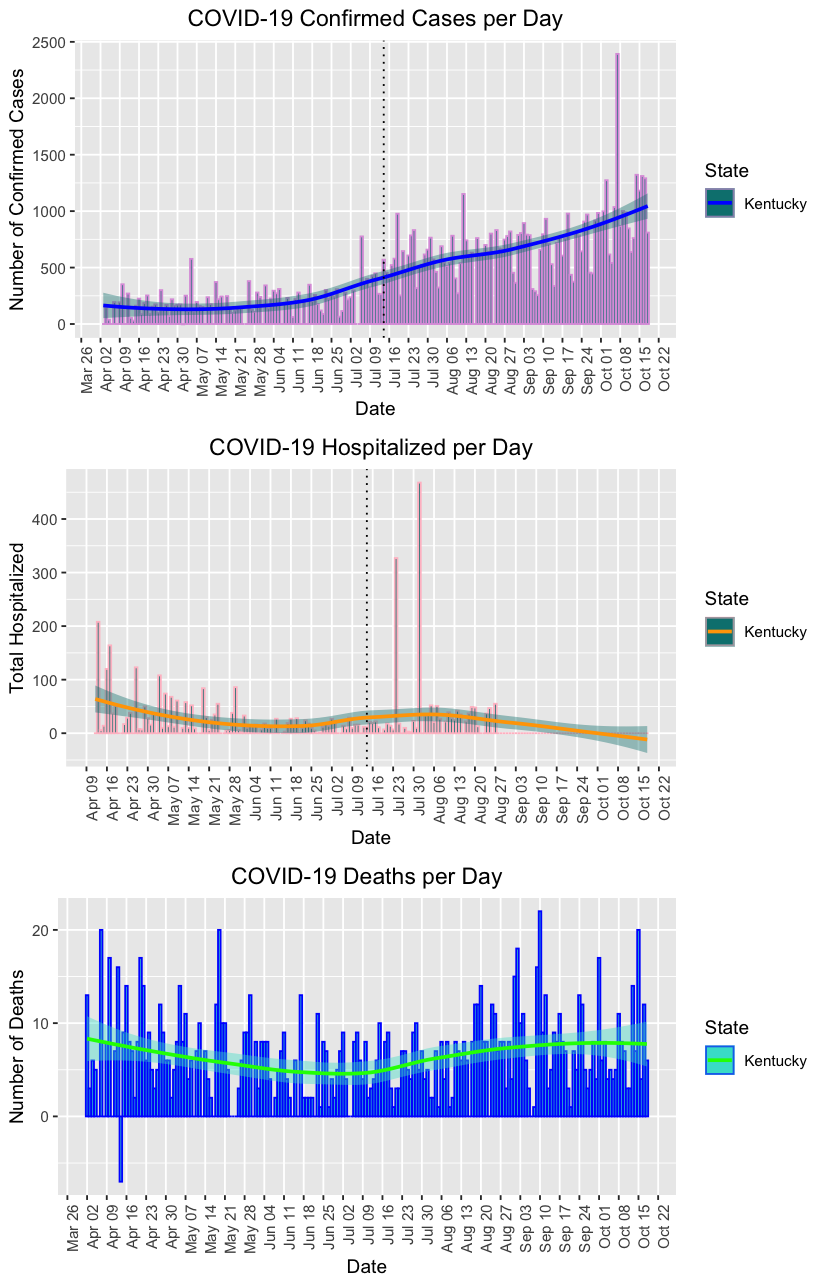 COVID-19 Confirmed Cases per Day
Number of Confirmed Cases
2500
2000
1500
1000
500
0
Mar 26
Apr 02
Apr 09
Apr 16
Apr 23
Apr 30
May 07
May 14
May 21
May 28
Jun 04
Jun 11
Jun 18
Jun 25
Jul 02
Jul 09
Jul 16
Jul 23
Jul 30
Aug 06
Aug 13
Aug 20
Aug 27
Sep 03
Sep 10
Sep 17
Sep 24
Oct 01
Oct 08
Oct 15
Oct 22
Date
State
Kentucky
COVID-19 Hospitalized per Day
Total Hospitalized
400
300
200
100
0
Apr 09
Apr 16
Apr 23
Apr 30
May 07
May 14
May 21
May 28
Jun 04
Jun 11
Jun 18
Jun 25
Jul 02
Jul 09
Jul 16
Jul 23
Jul 30
Aug 06
Aug 13
Aug 20
Aug 27
Sep 03
Sep 10
Sep 17
Sep 24
Oct 01
Oct 08
Oct 15
Oct 22
Date
State
Kentucky
COVID-19 Deaths per Day
Number of Deaths
20
10
0
Mar 26
Apr 02
Apr 09
Apr 16
Apr 23
Apr 30
May 07
May 14
May 21
May 28
Jun 04
Jun 11
Jun 18
Jun 25
Jul 02
Jul 09
Jul 16
Jul 23
Jul 30
Aug 06
Aug 13
Aug 20
Aug 27
Sep 03
Sep 10
Sep 17
Sep 24
Oct 01
Oct 08
Oct 15
Oct 22
Date
State
Kentucky